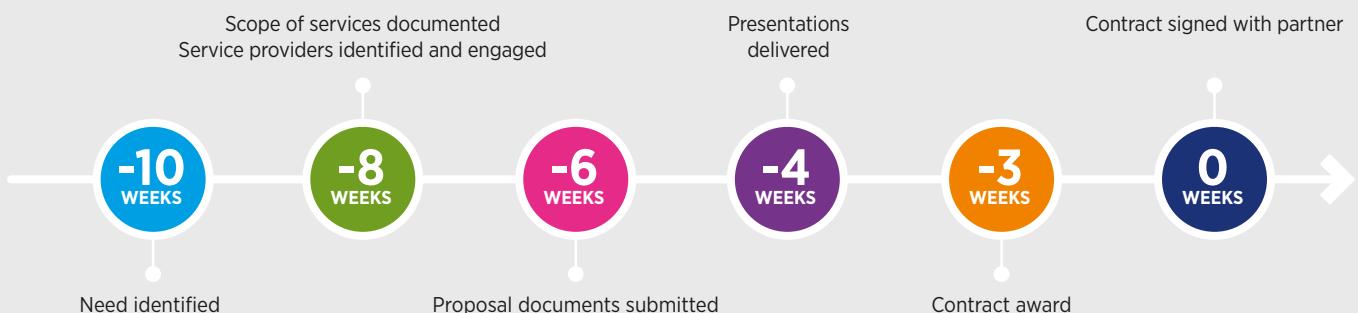 Scope of services documented
Service providers identified and engaged
Presentations
delivered
Contract signed with partner
-10
WEEKS
-8
WEEKS
-6
WEEKS
-4
WEEKS
-3
WEEKS
0
WEEKS
Need identified
Proposal documents submitted
Contract award